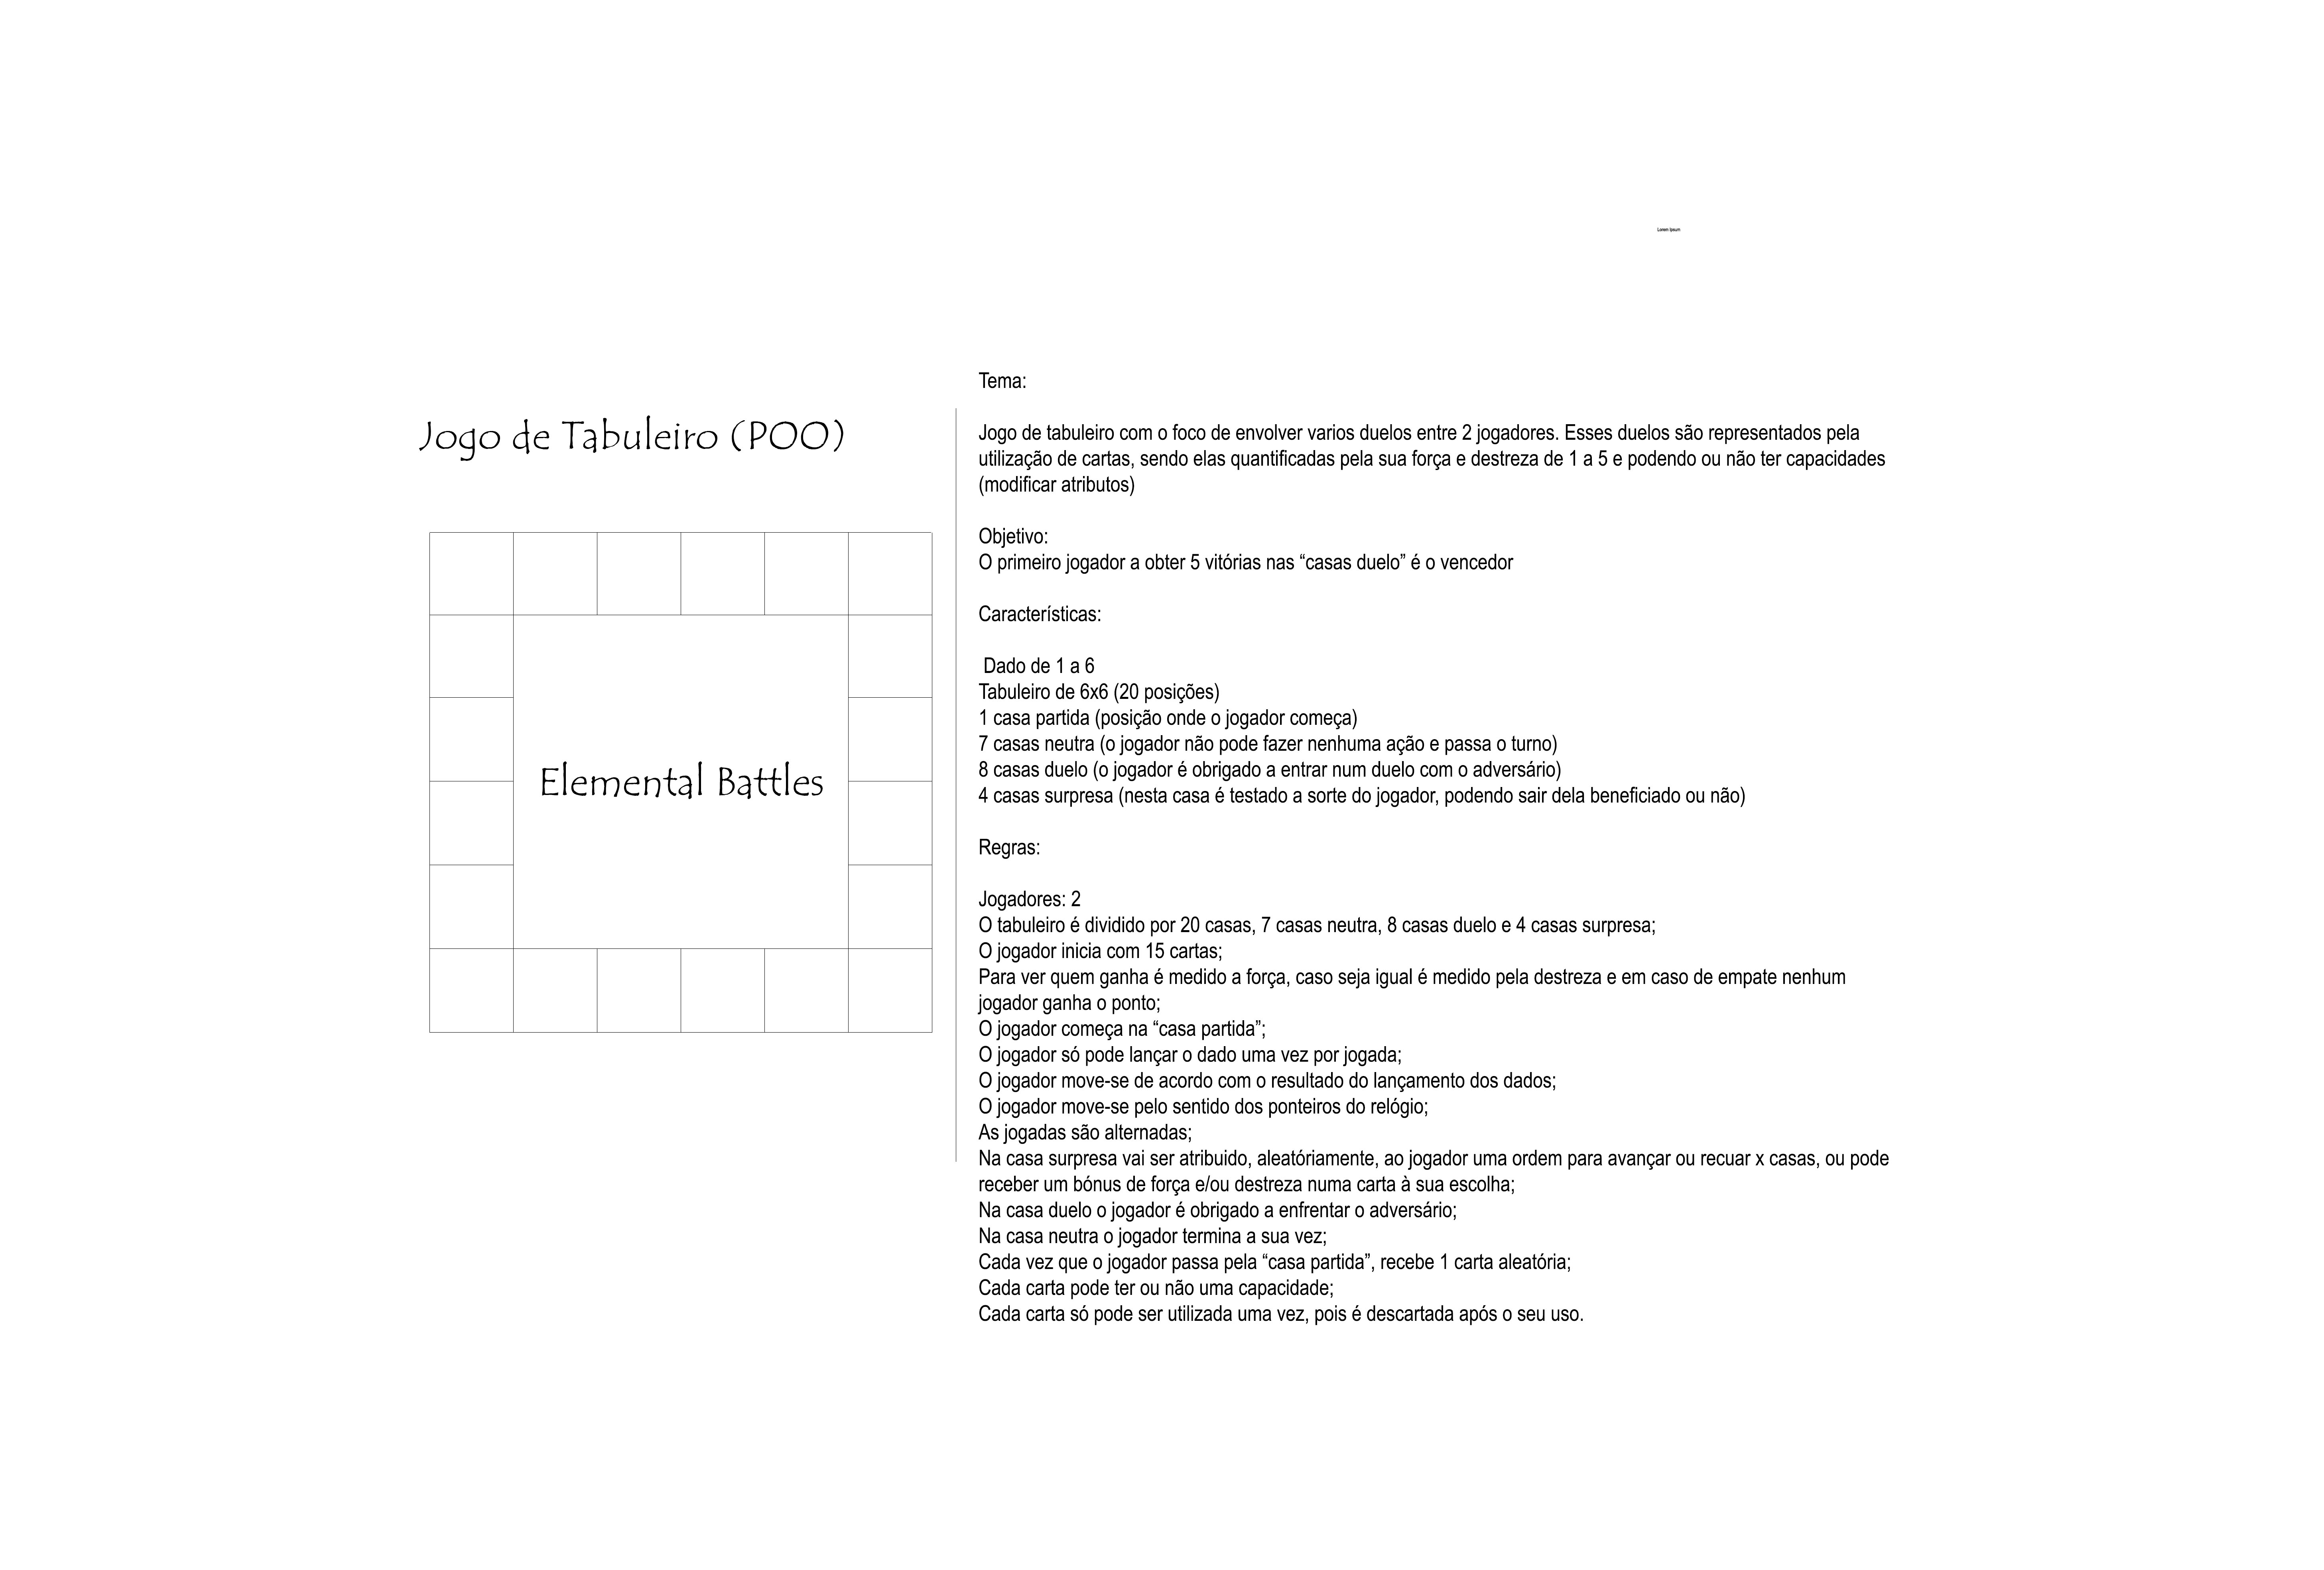 Lorem Ipsum
Jogo de Tabuleiro (POO)
Elemental Battles
Tema:
Jogo de tabuleiro com o foco de envolver varios duelos entre 2 jogadores. Esses duelos são representados pela
utilização de cartas, sendo elas quantificadas pela sua força e destreza de 1 a 5 e podendo ou não ter capacidades
(modificar atributos)
Objetivo:
O primeiro jogador a obter 5 vitórias nas “casas duelo” é o vencedor
Características:
Dado de 1 a 6
Tabuleiro de 6x6 (20 posições)
1 casa partida (posição onde o jogador começa)
7 casas neutra (o jogador não pode fazer nenhuma ação e passa o turno)
8 casas duelo (o jogador é obrigado a entrar num duelo com o adversário)
4 casas surpresa (nesta casa é testado a sorte do jogador, podendo sair dela beneficiado ou não)
Regras:
Jogadores: 2
O tabuleiro é dividido por 20 casas, 7 casas neutra, 8 casas duelo e 4 casas surpresa;
O jogador inicia com 15 cartas;
Para ver quem ganha é medido a força, caso seja igual é medido pela destreza e em caso de empate nenhum
jogador ganha o ponto;
O jogador começa na “casa partida”;
O jogador só pode lançar o dado uma vez por jogada;
O jogador move-se de acordo com o resultado do lançamento dos dados;
O jogador move-se pelo sentido dos ponteiros do relógio;
As jogadas são alternadas;
Na casa surpresa vai ser atribuido, aleatóriamente, ao jogador uma ordem para avançar ou recuar x casas, ou pode
receber um bónus de força e/ou destreza numa carta à sua escolha;
Na casa duelo o jogador é obrigado a enfrentar o adversário;
Na casa neutra o jogador termina a sua vez;
Cada vez que o jogador passa pela “casa partida”, recebe 1 carta aleatória;
Cada carta pode ter ou não uma capacidade;
Cada carta só pode ser utilizada uma vez, pois é descartada após o seu uso.